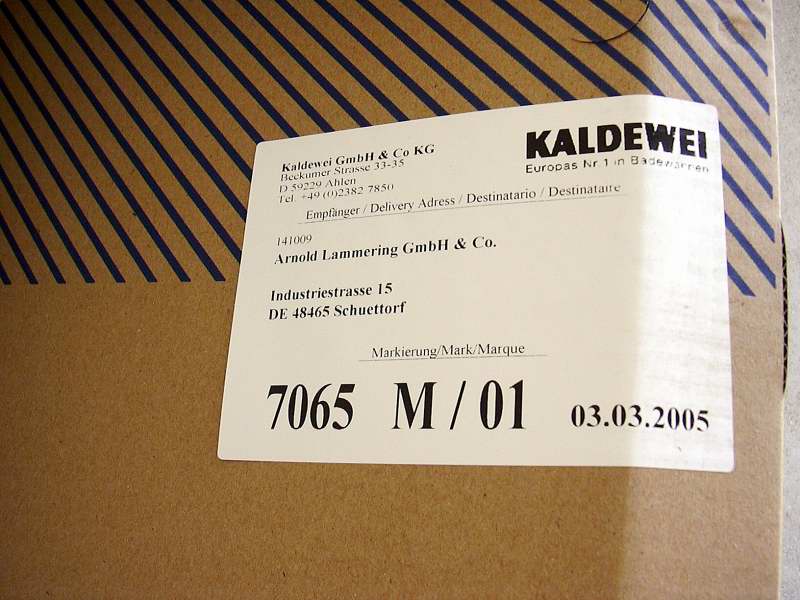 Kaldewei GmbH & Co KG
Beckumer Strasse 33-35
D 59229 Ahlen
Tel. +49 (0)2382 7850
KALDEWEI
Europas Nr 1 in Badewannen
Empfänger / Delivery Adress / Destinatario / Destinataire
141009
Arnold Lammering GmbH & Co.
Industriestrasse 15
DE 48465 Schuettorf
Markierung/Mark/Marque
7065 M / 01 03.03.2005